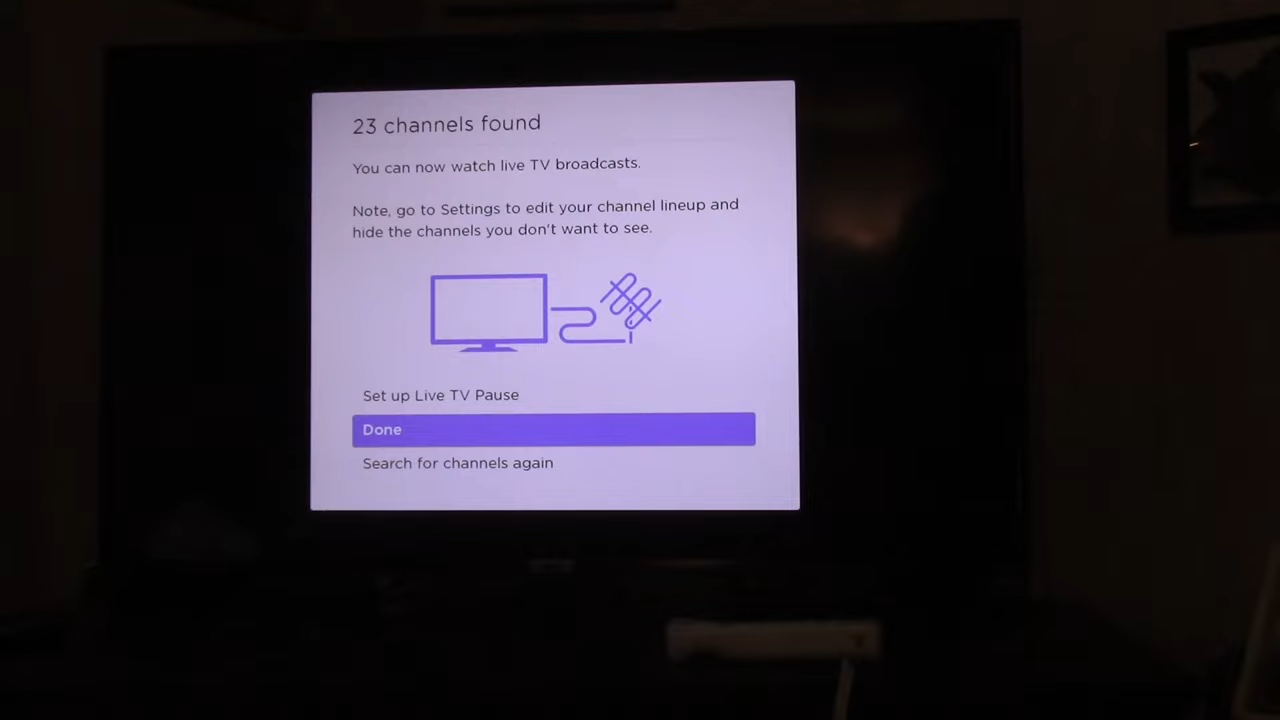 23 channels found
You can now watch live TV broadcasts.
Note, go to Settings to edit your channel lineup and
hide the channels you don't want to see.
Set up Live TV Pause
Done
Search for channels again